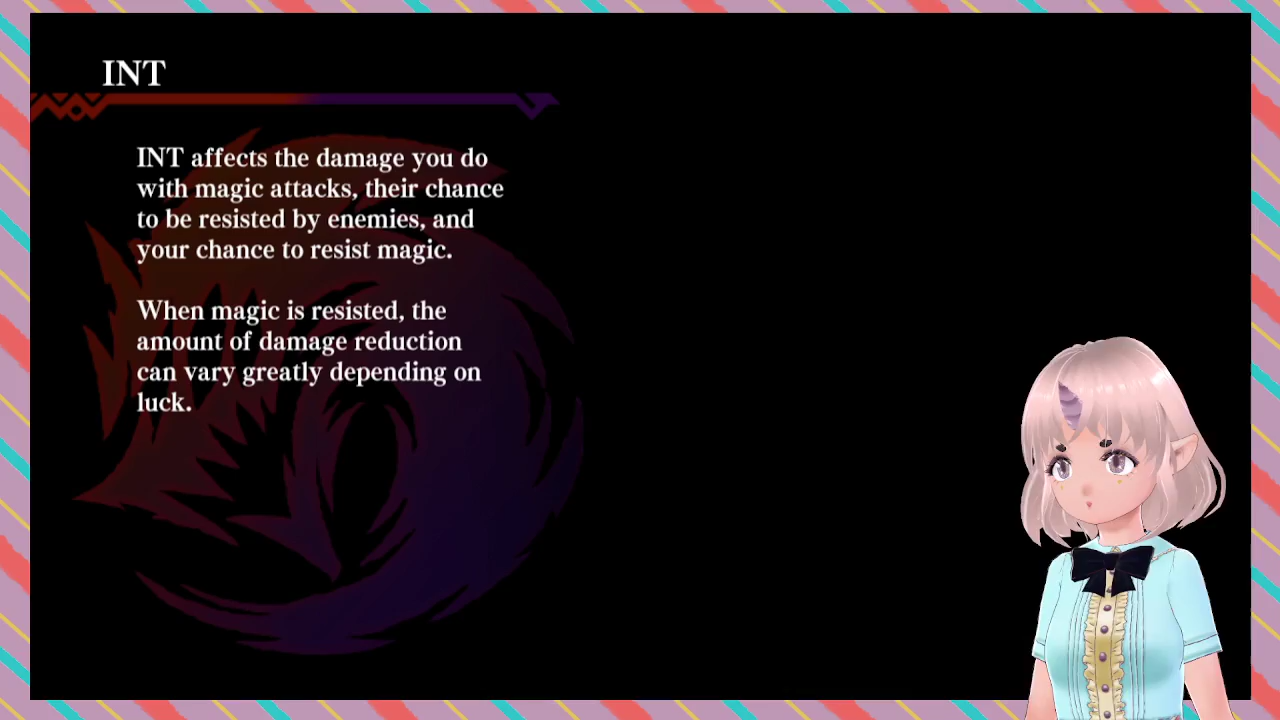 INT
INT affects the damage you do
with magic attacks, their chance
to be resisted by enemies, and
your chance to resist magic.
When magic is resisted, the
amount of damage reduction
can vary greatly depending on
luck.